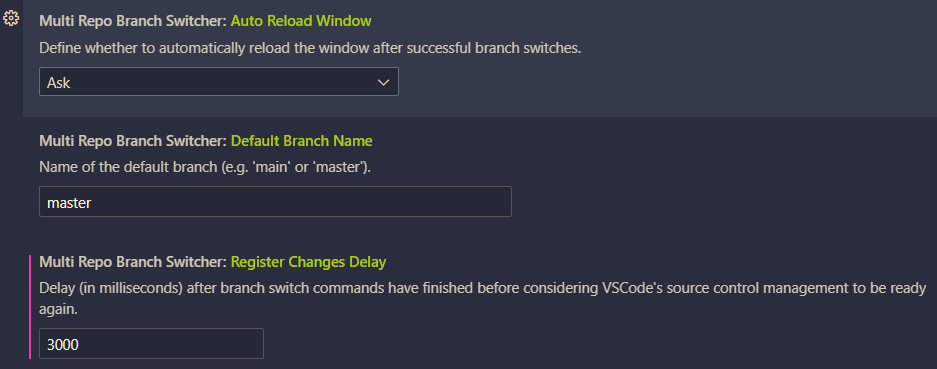 Multi Repo Branch Switcher: Auto Reload Window
Define whether to automatically reload the window after successful branch switches.
Ask
Multi Repo Branch Switcher: Default Branch Name
Name of the default branch (e.g. 'main' or 'master').
master
Multi Repo Branch Switcher: Register Changes Delay
Delay (in milliseconds) after branch switch commands have finished before considering VSCode's source control management to be ready
again.
3000